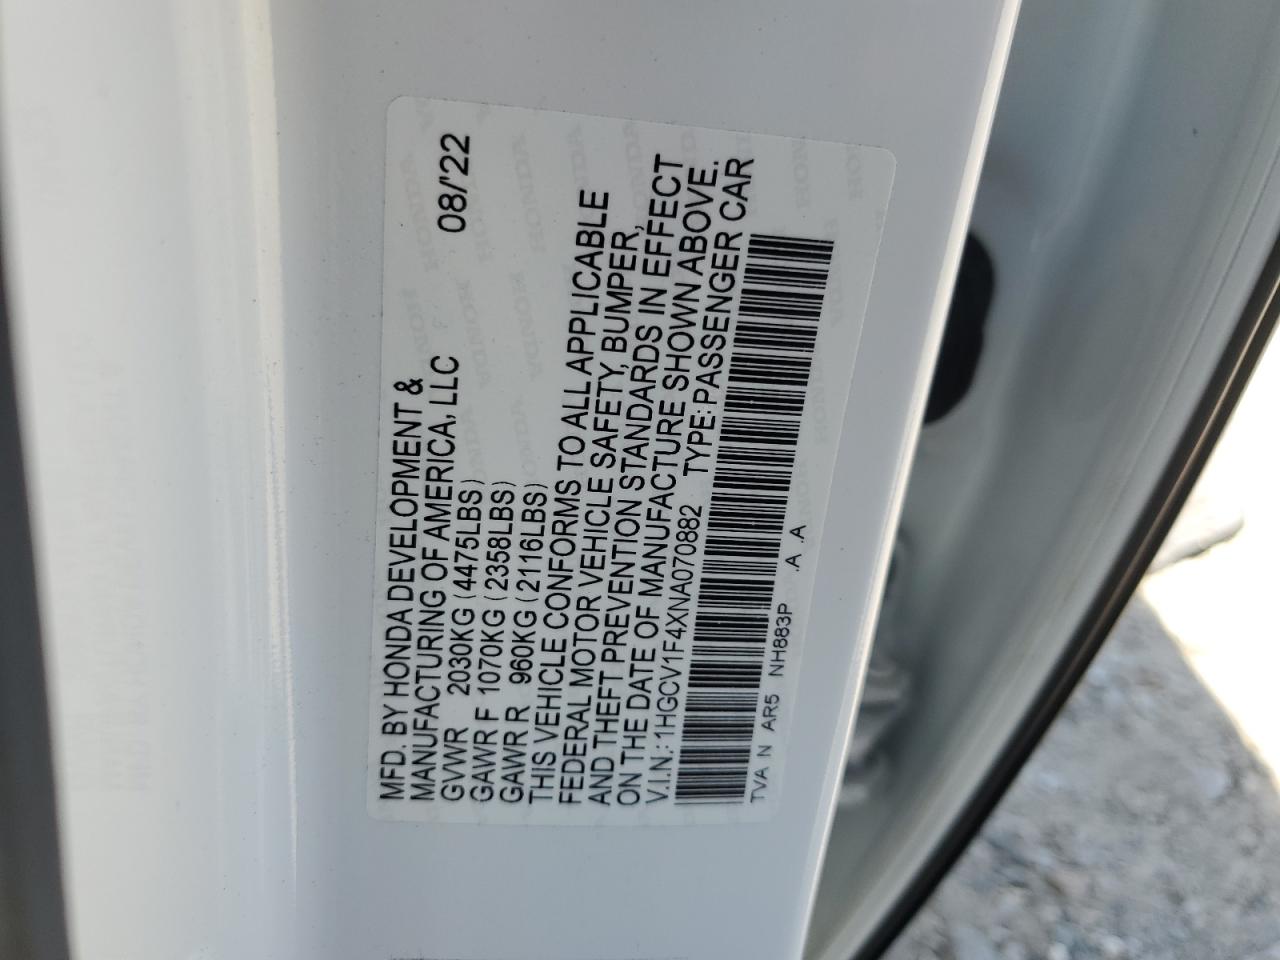 MFD. BY HONDA DEVELOPMENT &
MANUFACTURING OF AMERICA, LLC 08/'22
GVWR 2030KG (4475LBS)
GAWR F 1070KG (2358LBS)
GAWR R 960KG (2116LBS)
THIS VEHICLE CONFORMS TO ALL APPLICABLE
FEDERAL MOTOR VEHICLE SAFETY, BUMPER,
AND THEFT PREVENTION STANDARDS IN EFFECT
ON THE DATE OF MANUFACTURE SHOWN ABOVE.
V.I.N.: 1HGCV1F4XNA070882 TYPE: PASSENGER CAR
TVA N AR5 NH883P .A .A